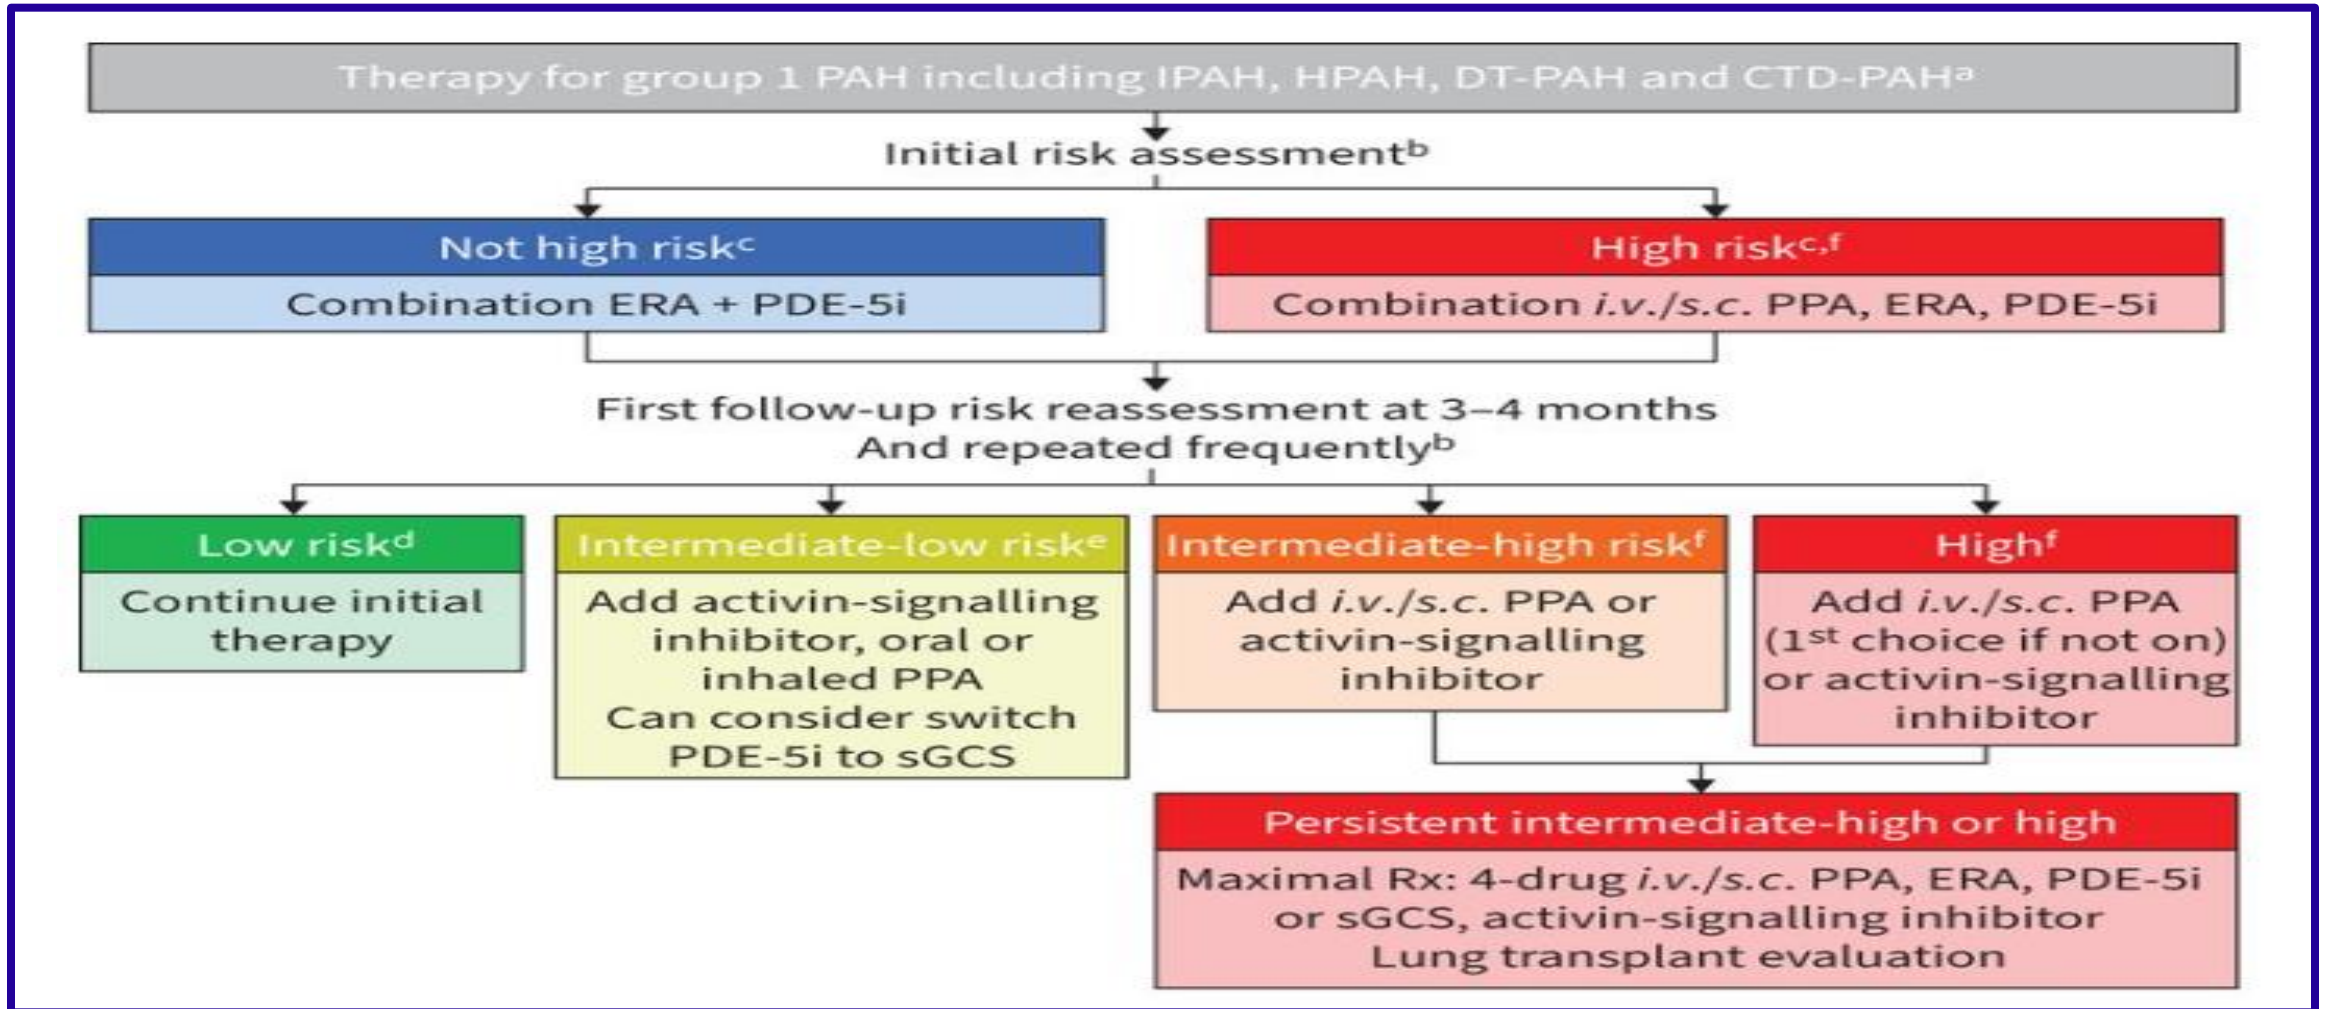 Therapy for group 1 PAH including IPAH, HPAH, DT-PAH and CTD-PAHᵃ
Initial risk assessmentᵇ
Not high riskᶜ
Combination ERA + PDE-5i
High riskᶜ,ᶠ
Combination i.v./s.c. PPA, ERA, PDE-5i
First follow-up risk reassessment at 3–4 months
And repeated frequentlyᵇ
Low riskᵈ
Continue initial
therapy
Intermediate-low riskᵉ
Add activin-signalling
inhibitor, oral or
inhaled PPA
Can consider switch
PDE-5i to sGCS
Intermediate-high riskᶠ
Add i.v./s.c. PPA or
activin-signalling
inhibitor
Highᶠ
Add i.v./s.c. PPA
(1ˢᵗ choice if not on)
or activin-signalling
inhibitor
Persistent intermediate-high or high
Maximal Rx: 4-drug i.v./s.c. PPA, ERA, PDE-5i
or sGCS, activin-signalling inhibitor
Lung transplant evaluation